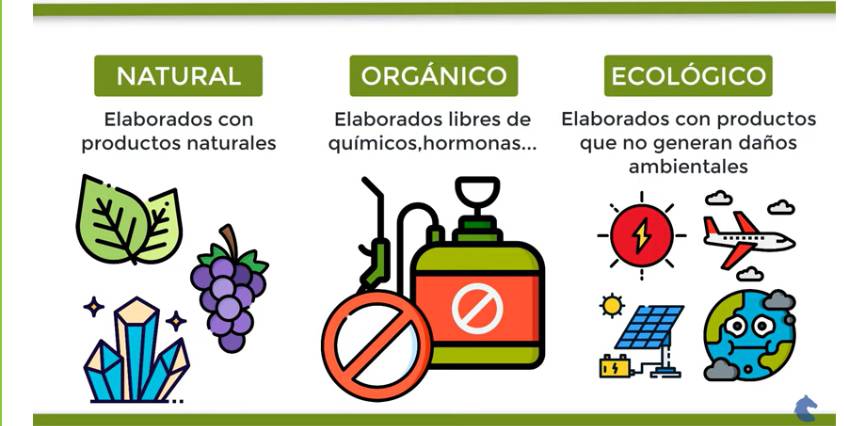 NATURAL
Elaborados con
productos naturales
ORGÁNICO
Elaborados libres de
químicos,hormonas...
ECOLÓGICO
Elaborados con productos
que no generan daños
ambientales